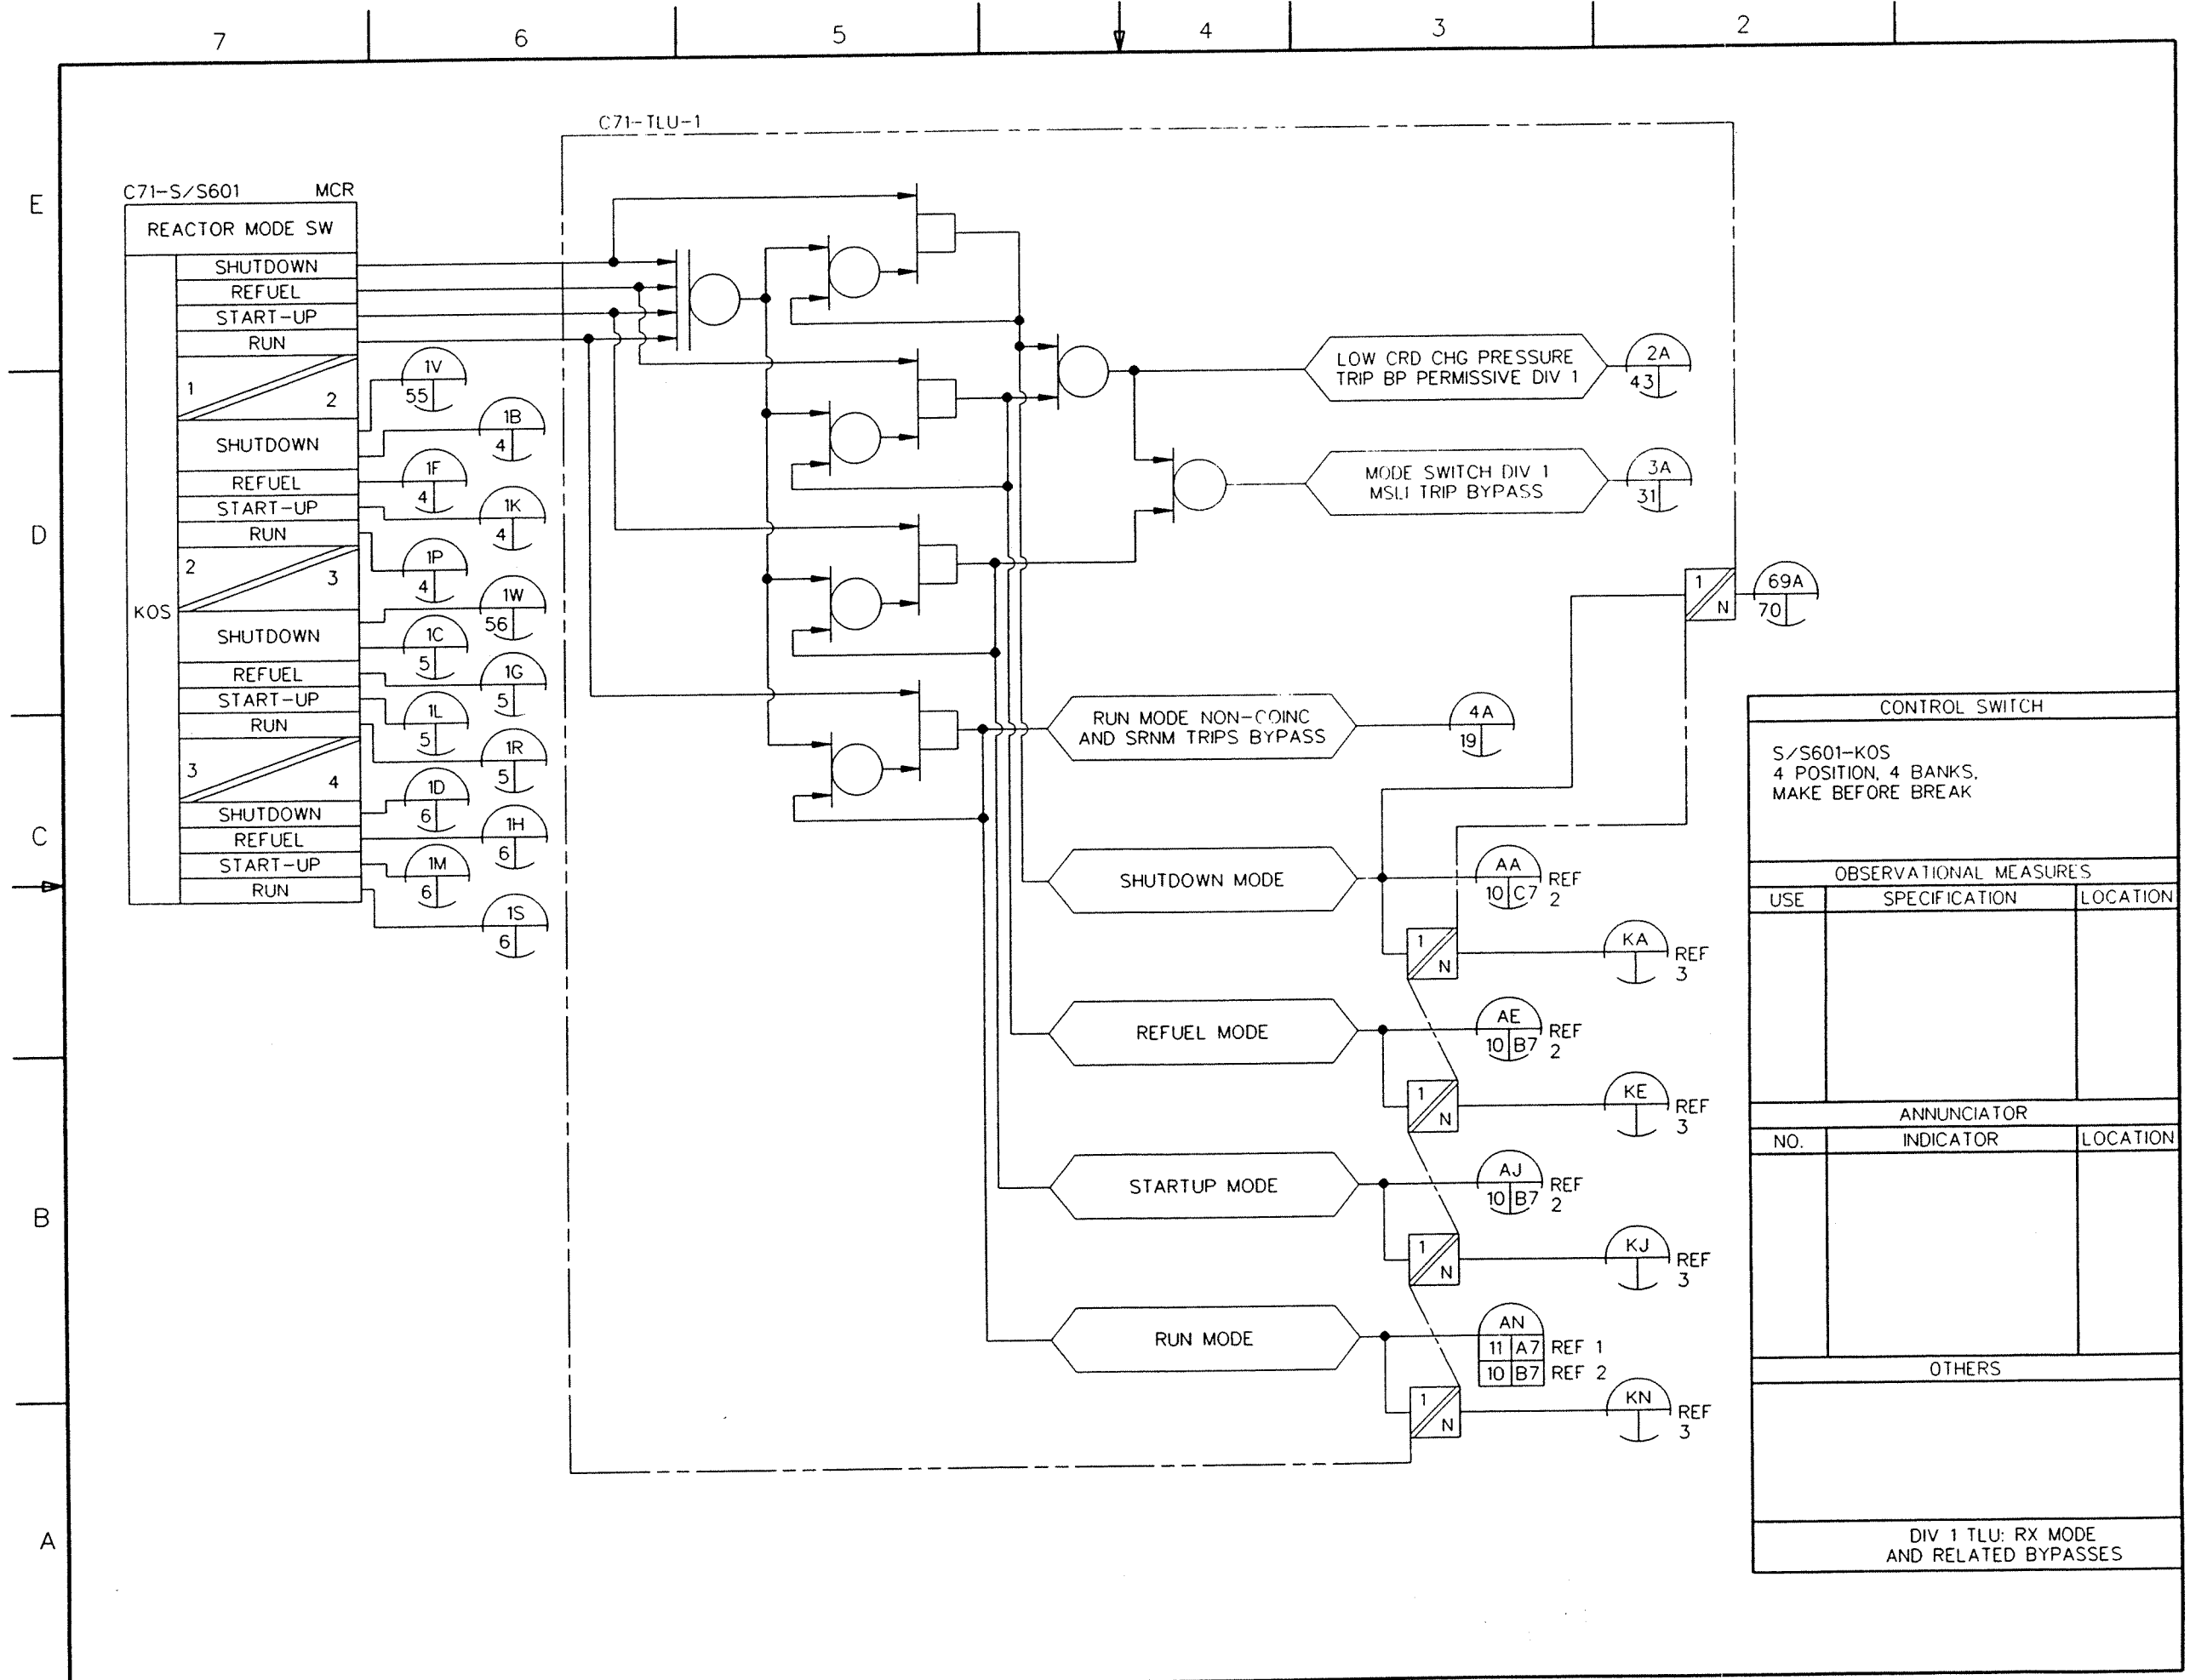 7 6 5 4 3 2
E
D
C
B
A
C71-TLU-1
C71-S/S601 MCR
REACTOR MODE SW
KOS
SHUTDOWN
REFUEL
START-UP
RUN
1 2
SHUTDOWN
REFUEL
START-UP
RUN
2 3
SHUTDOWN
REFUEL
START-UP
RUN
3 4
SHUTDOWN
REFUEL
START-UP
RUN
1V
55
1B
4
1F
4
1K
4
1P
4
1W
56
1C
5
1G
5
1L
5
1R
5
1D
6
1H
6
1M
6
1S
6
LOW CRD CHG PRESSURE
TRIP BP PERMISSIVE DIV 1
2A
43
MODE SWITCH DIV 1
MSLI TRIP BYPASS
3A
31
1
N
69A
70
RUN MODE NON-COINC
AND SRNM TRIPS BYPASS
4A
19
SHUTDOWN MODE
AA
10 C7
REF
2
1
N
KA
REF
3
REFUEL MODE
AE
10 B7
REF
2
1
N
KE
REF
3
STARTUP MODE
AJ
10 B7
REF
2
1
N
KJ
REF
3
RUN MODE
AN
11 A7 REF 1
10 B7 REF 2
1
N
KN
REF
3
CONTROL SWITCH
S/S601-KOS
4 POSITION, 4 BANKS,
MAKE BEFORE BREAK
OBSERVATIONAL MEASURES
USE SPECIFICATION LOCATION
ANNUNCIATOR
NO. INDICATOR LOCATION
OTHERS
DIV 1 TLU: RX MODE
AND RELATED BYPASSES